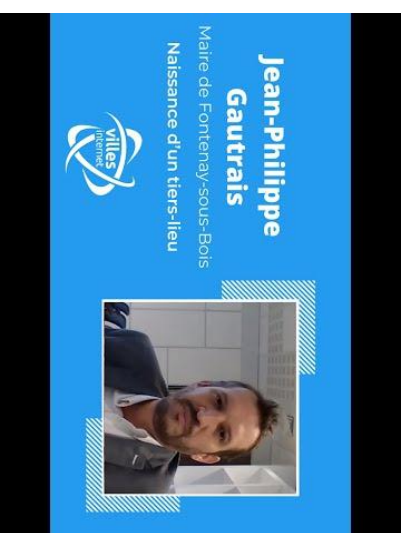 Jean-Philippe
Gautrais
Maire de Fontenay-sous-Bois
Naissance d'un tiers-lieu
villes
internet